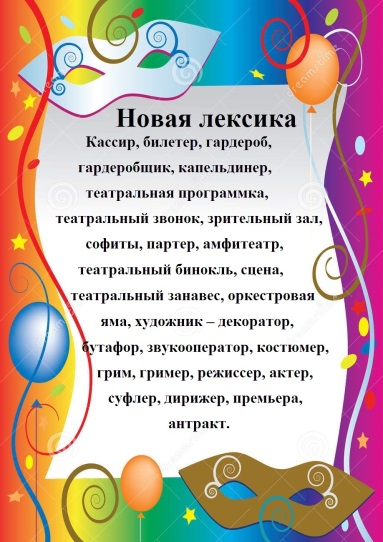 Новая лексика
Кассир, билетер, гардероб,
гардеробщик, капельдинер,
театральная программка,
театральный звонок, зрительный зал,
софиты, партер, амфитеатр,
театральный бинокль, сцена,
театральный занавес, оркестровая
яма, художник – декоратор,
бутафор, звукооператор, костюмер,
грим, гример, режиссер, актер,
суфлер, дирижер, премьера,
антракт.